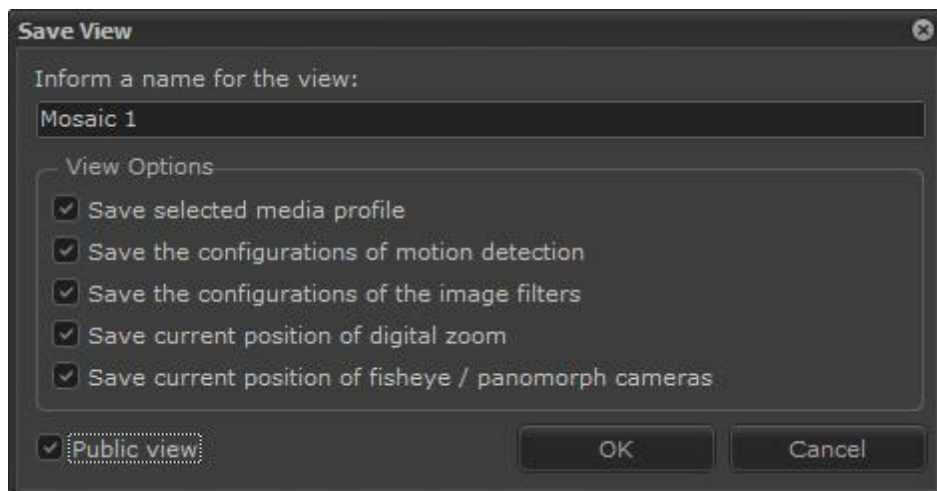 Save View
Inform a name for the view:
Mosaic 1
View Options
Save selected media profile
Save the configurations of motion detection
Save the configurations of the image filters
Save current position of digital zoom
Save current position of fisheye / panomorph cameras
Public view
OK
Cancel